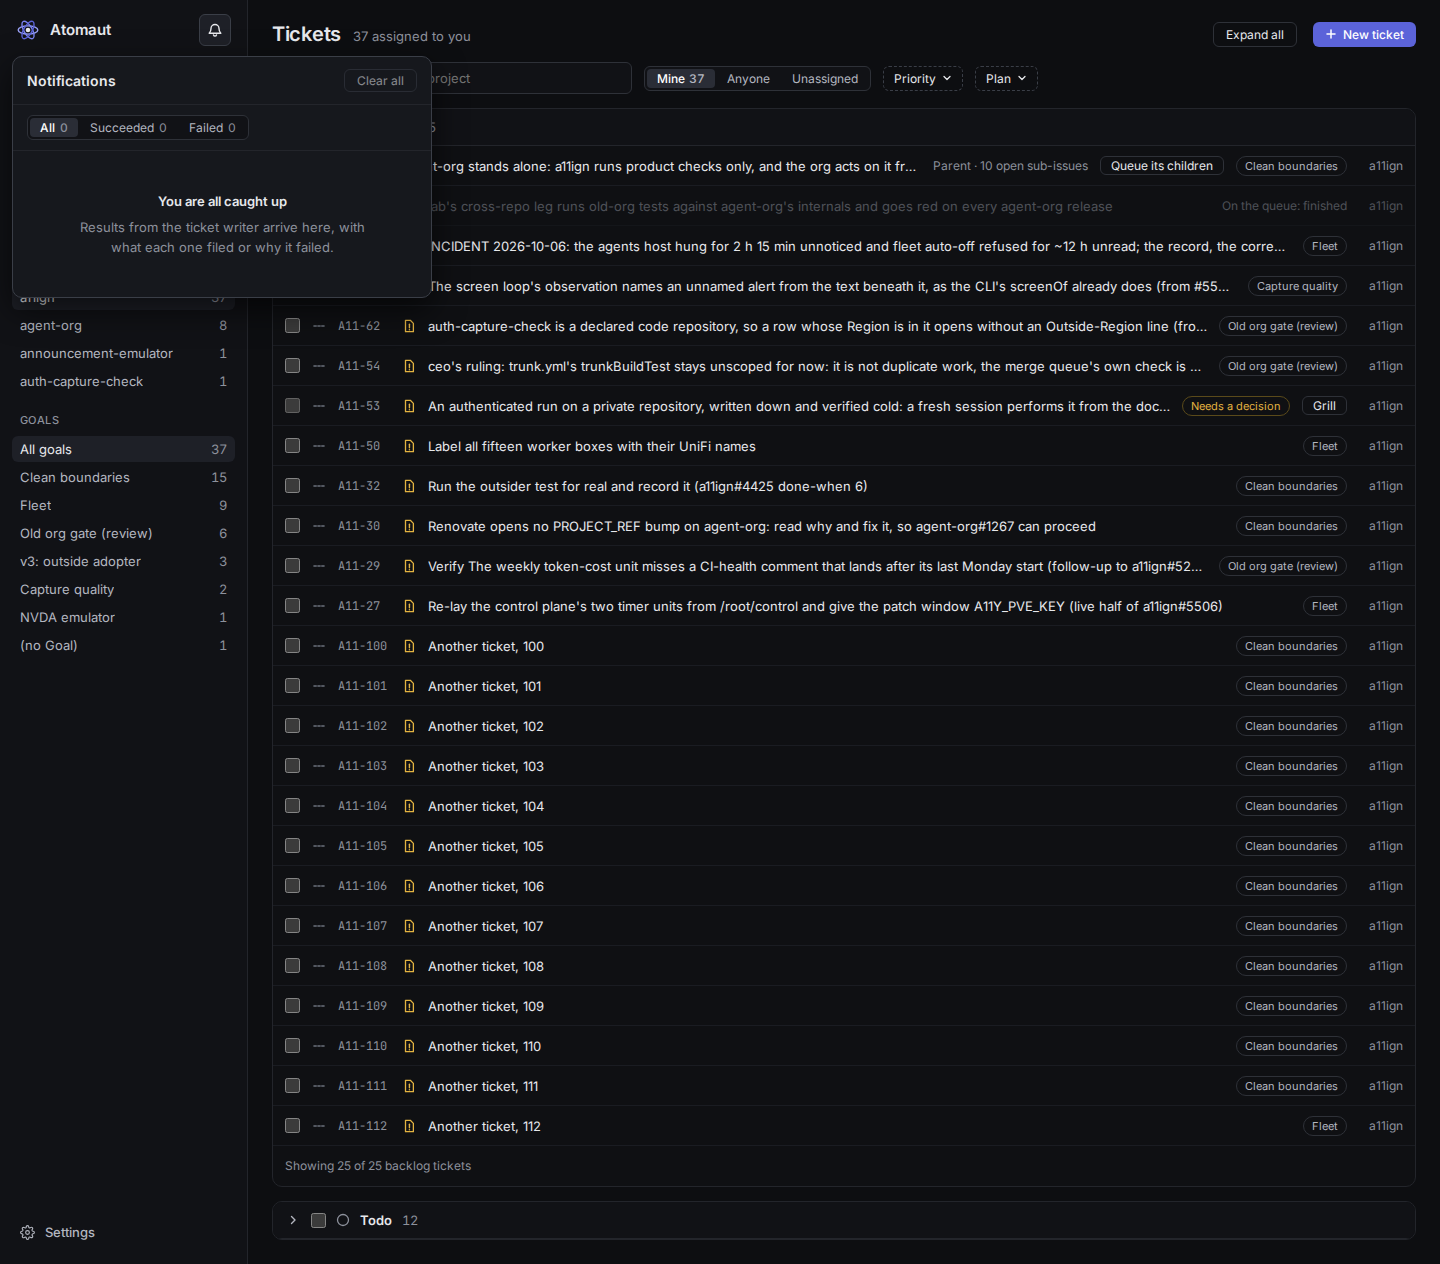 Atomaut
Tickets 37 assigned to you
Expand all
New ticket
Notifications
Clear all
project
Mine 37 Anyone Unassigned
Priority
Plan
All 0 Succeeded 0 Failed 0
You are all caught up
Results from the ticket writer arrive here, with
what each one filed or why it failed.
t-org stands alone: a11ign runs product checks only, and the org acts on it fr... Parent · 10 open sub-issues Queue its children Clean boundaries a11ign
ab's cross-repo leg runs old-org tests against agent-org's internals and goes red on every agent-org release On the queue: finished a11ign
NCIDENT 2026-10-06: the agents host hung for 2 h 15 min unnoticed and fleet auto-off refused for ~12 h unread; the record, the corre... Fleet a11ign
The screen loop's observation names an unnamed alert from the text beneath it, as the CLI's screenOf already does (from #55... Capture quality a11ign
A11-62 auth-capture-check is a declared code repository, so a row whose Region is in it opens without an Outside-Region line (fro... Old org gate (review) a11ign
A11-54 ceo's ruling: trunk.yml's trunkBuildTest stays unscoped for now: it is not duplicate work, the merge queue's own check is ... Old org gate (review) a11ign
A11-53 An authenticated run on a private repository, written down and verified cold: a fresh session performs it from the doc... Needs a decision Grill a11ign
A11-50 Label all fifteen worker boxes with their UniFi names Fleet a11ign
A11-32 Run the outsider test for real and record it (a11ign#4425 done-when 6) Clean boundaries a11ign
A11-30 Renovate opens no PROJECT_REF bump on agent-org: read why and fix it, so agent-org#1267 can proceed Clean boundaries a11ign
A11-29 Verify The weekly token-cost unit misses a CI-health comment that lands after its last Monday start (follow-up to a11ign#52... Old org gate (review) a11ign
A11-27 Re-lay the control plane's two timer units from /root/control and give the patch window A11Y_PVE_KEY (live half of a11ign#5506) Fleet a11ign
A11-100 Another ticket, 100 Clean boundaries a11ign
A11-101 Another ticket, 101 Clean boundaries a11ign
A11-102 Another ticket, 102 Clean boundaries a11ign
A11-103 Another ticket, 103 Clean boundaries a11ign
A11-104 Another ticket, 104 Clean boundaries a11ign
A11-105 Another ticket, 105 Clean boundaries a11ign
A11-106 Another ticket, 106 Clean boundaries a11ign
A11-107 Another ticket, 107 Clean boundaries a11ign
A11-108 Another ticket, 108 Clean boundaries a11ign
A11-109 Another ticket, 109 Clean boundaries a11ign
A11-110 Another ticket, 110 Clean boundaries a11ign
A11-111 Another ticket, 111 Clean boundaries a11ign
A11-112 Another ticket, 112 Fleet a11ign
Showing 25 of 25 backlog tickets
Todo 12
a11ign 37
agent-org 8
announcement-emulator 1
auth-capture-check 1
GOALS
All goals 37
Clean boundaries 15
Fleet 9
Old org gate (review) 6
v3: outside adopter 3
Capture quality 2
NVDA emulator 1
(no Goal) 1
Settings